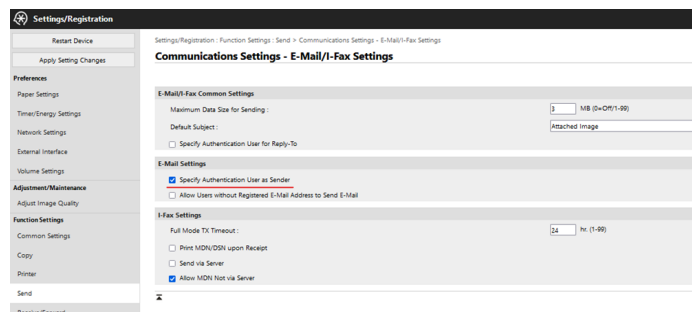 Settings/Registration
Restart Device
Apply Setting Changes
Preferences
Paper Settings
Timer/Energy Settings
Network Settings
External Interface
Volume Settings
Adjustment/Maintenance
Adjust Image Quality
Function Settings
Common Settings
Copy
Printer
Send
Receive/Forward
Settings/Registration : Function Settings : Send > Communications Settings - E-Mail/I-Fax Settings
Communications Settings - E-Mail/I-Fax Settings
E-Mail/I-Fax Common Settings
Maximum Data Size for Sending : 3 MB (0=Off/1-99)
Default Subject : Attached Image
Specify Authentication User for Reply-To
E-Mail Settings
Specify Authentication User as Sender
Allow Users without Registered E-Mail Address to Send E-Mail
I-Fax Settings
Full Mode TX Timeout : 24 hr. (1-99)
Print MDN/DSN upon Receipt
Send via Server
Allow MDN Not via Server